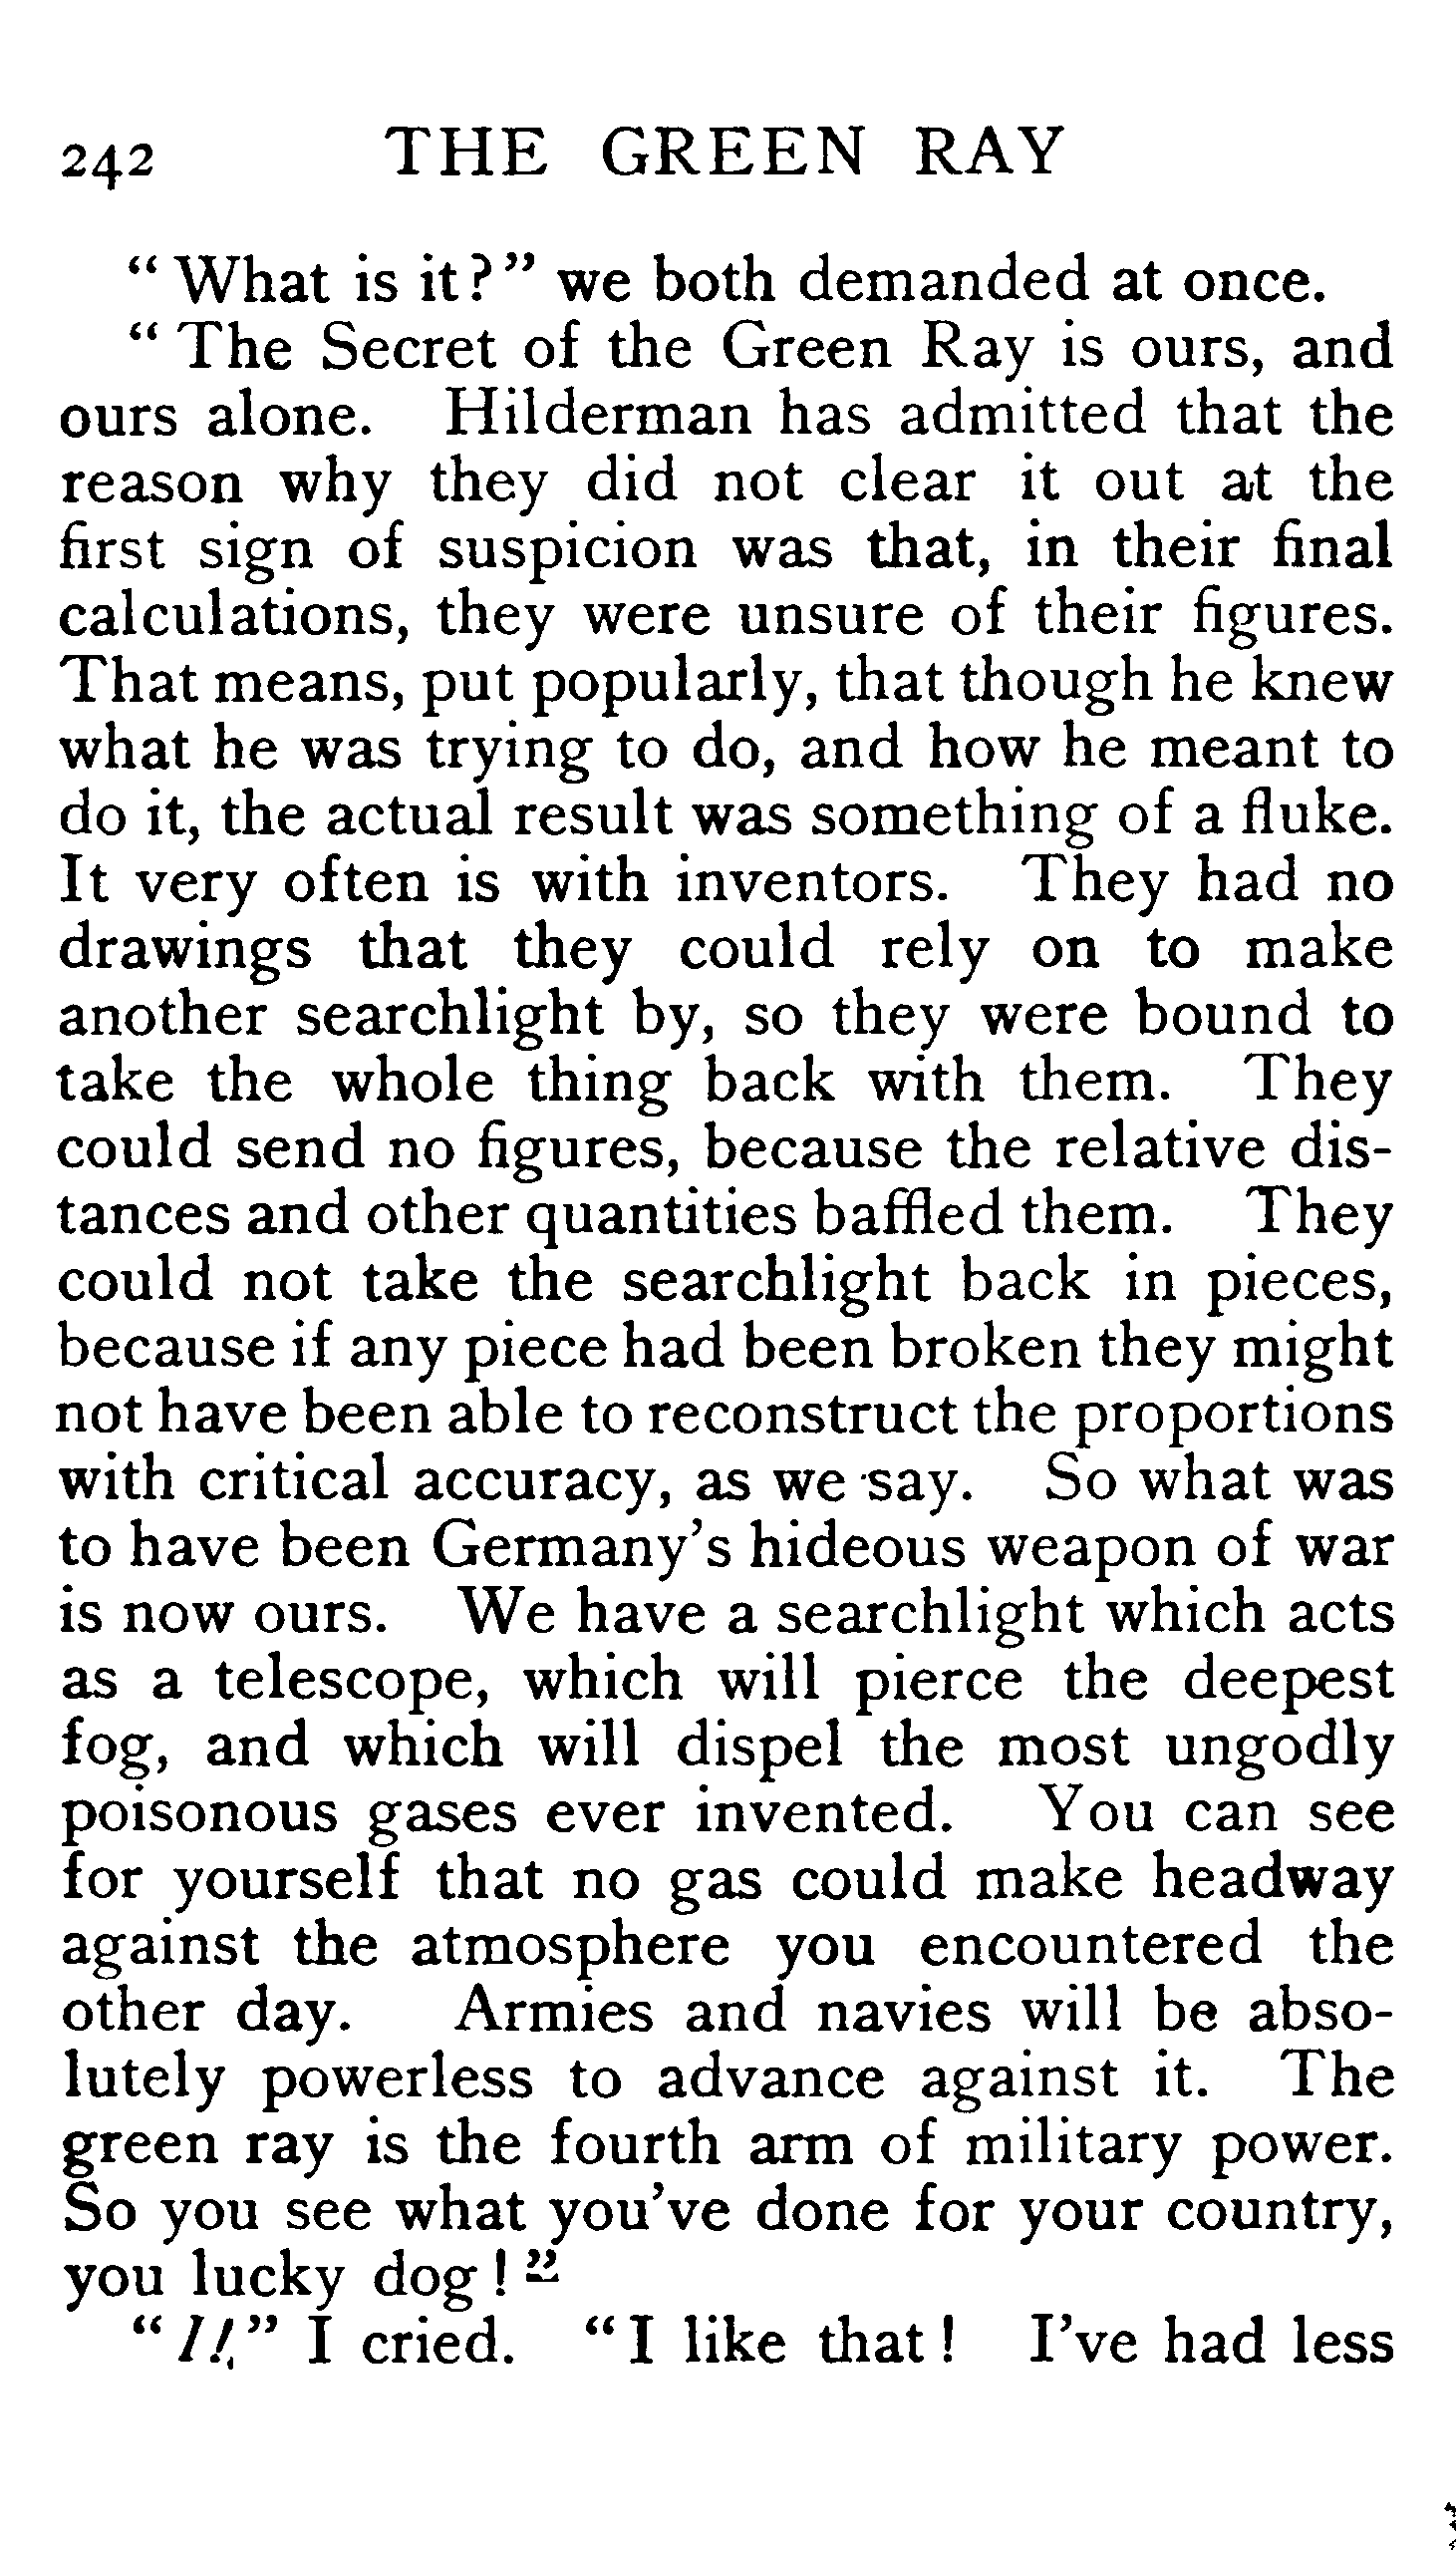 242 THE GREEN RAY
“ What is it ? ” we both demanded at once.
“ The Secret of the Green Ray is ours, and
ours alone. Hilderman has admitted that the
reason why they did not clear it out at the
first sign of suspicion was that, in their final
calculations, they were unsure of their figures.
That means, put popularly, that though he knew
what he was trying to do, and how he meant to
do it, the actual result was something of a fluke.
It very often is with inventors. They had no
drawings that they could rely on to make
another searchlight by, so they were bound to
take the whole thing back with them. They
could send no figures, because the relative dis-
tances and other quantities baffled them. They
could not take the searchlight back in pieces,
because if any piece had been broken they might
not have been able to reconstruct the proportions
with critical accuracy, as we say. So what was
to have been Germany’s hideous weapon of war
is now ours. We have a searchlight which acts
as a telescope, which will pierce the deepest
fog, and which will dispel the most ungodly
poisonous gases ever invented. You can see
for yourself that no gas could make headway
against the atmosphere you encountered the
other day. Armies and navies will be abso-
lutely powerless to advance against it. The
green ray is the fourth arm of military power.
So you see what you’ve done for your country,
you lucky dog ! ”
“ I!, ” I cried. “ I like that ! I’ve had less